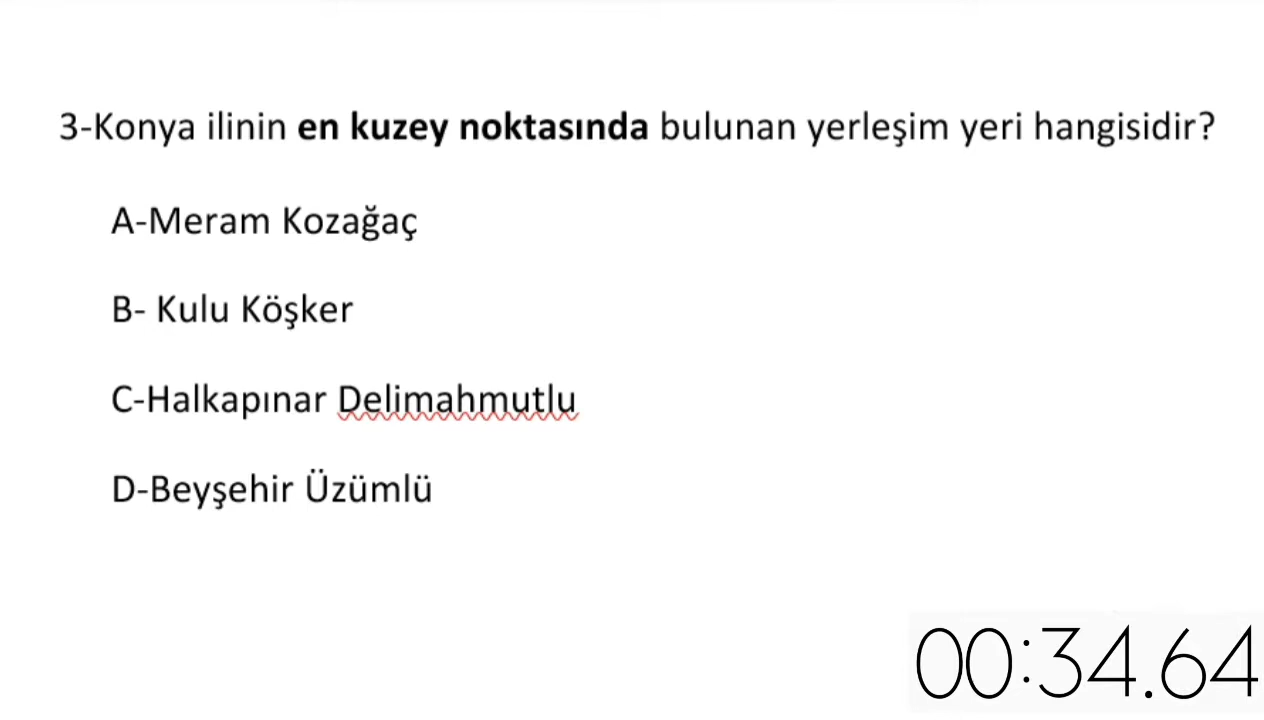 3-Konya ilinin en kuzey noktasında bulunan yerleşim yeri hangisidir?
A-Meram Kozağaç
B- Kulu Köşker
C-Halkapınar Delimahmutlu
D-Beyşehir Üzümlü
00:34.64